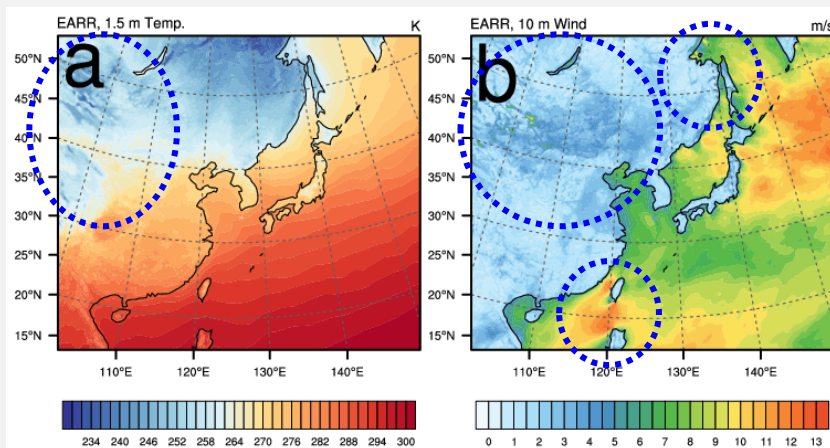 EARR, 1.5 m Temp. K
a
50°N
45°N
40°N
35°N
30°N
25°N
20°N
15°N
110°E 120°E 130°E 140°E
234 240 246 252 258 264 270 276 282 288 294 300
EARR, 10 m Wind m/s
b
50°N
45°N
40°N
35°N
30°N
25°N
20°N
15°N
110°E 120°E 130°E 140°E
0 1 2 3 4 5 6 7 8 9 10 11 12 13